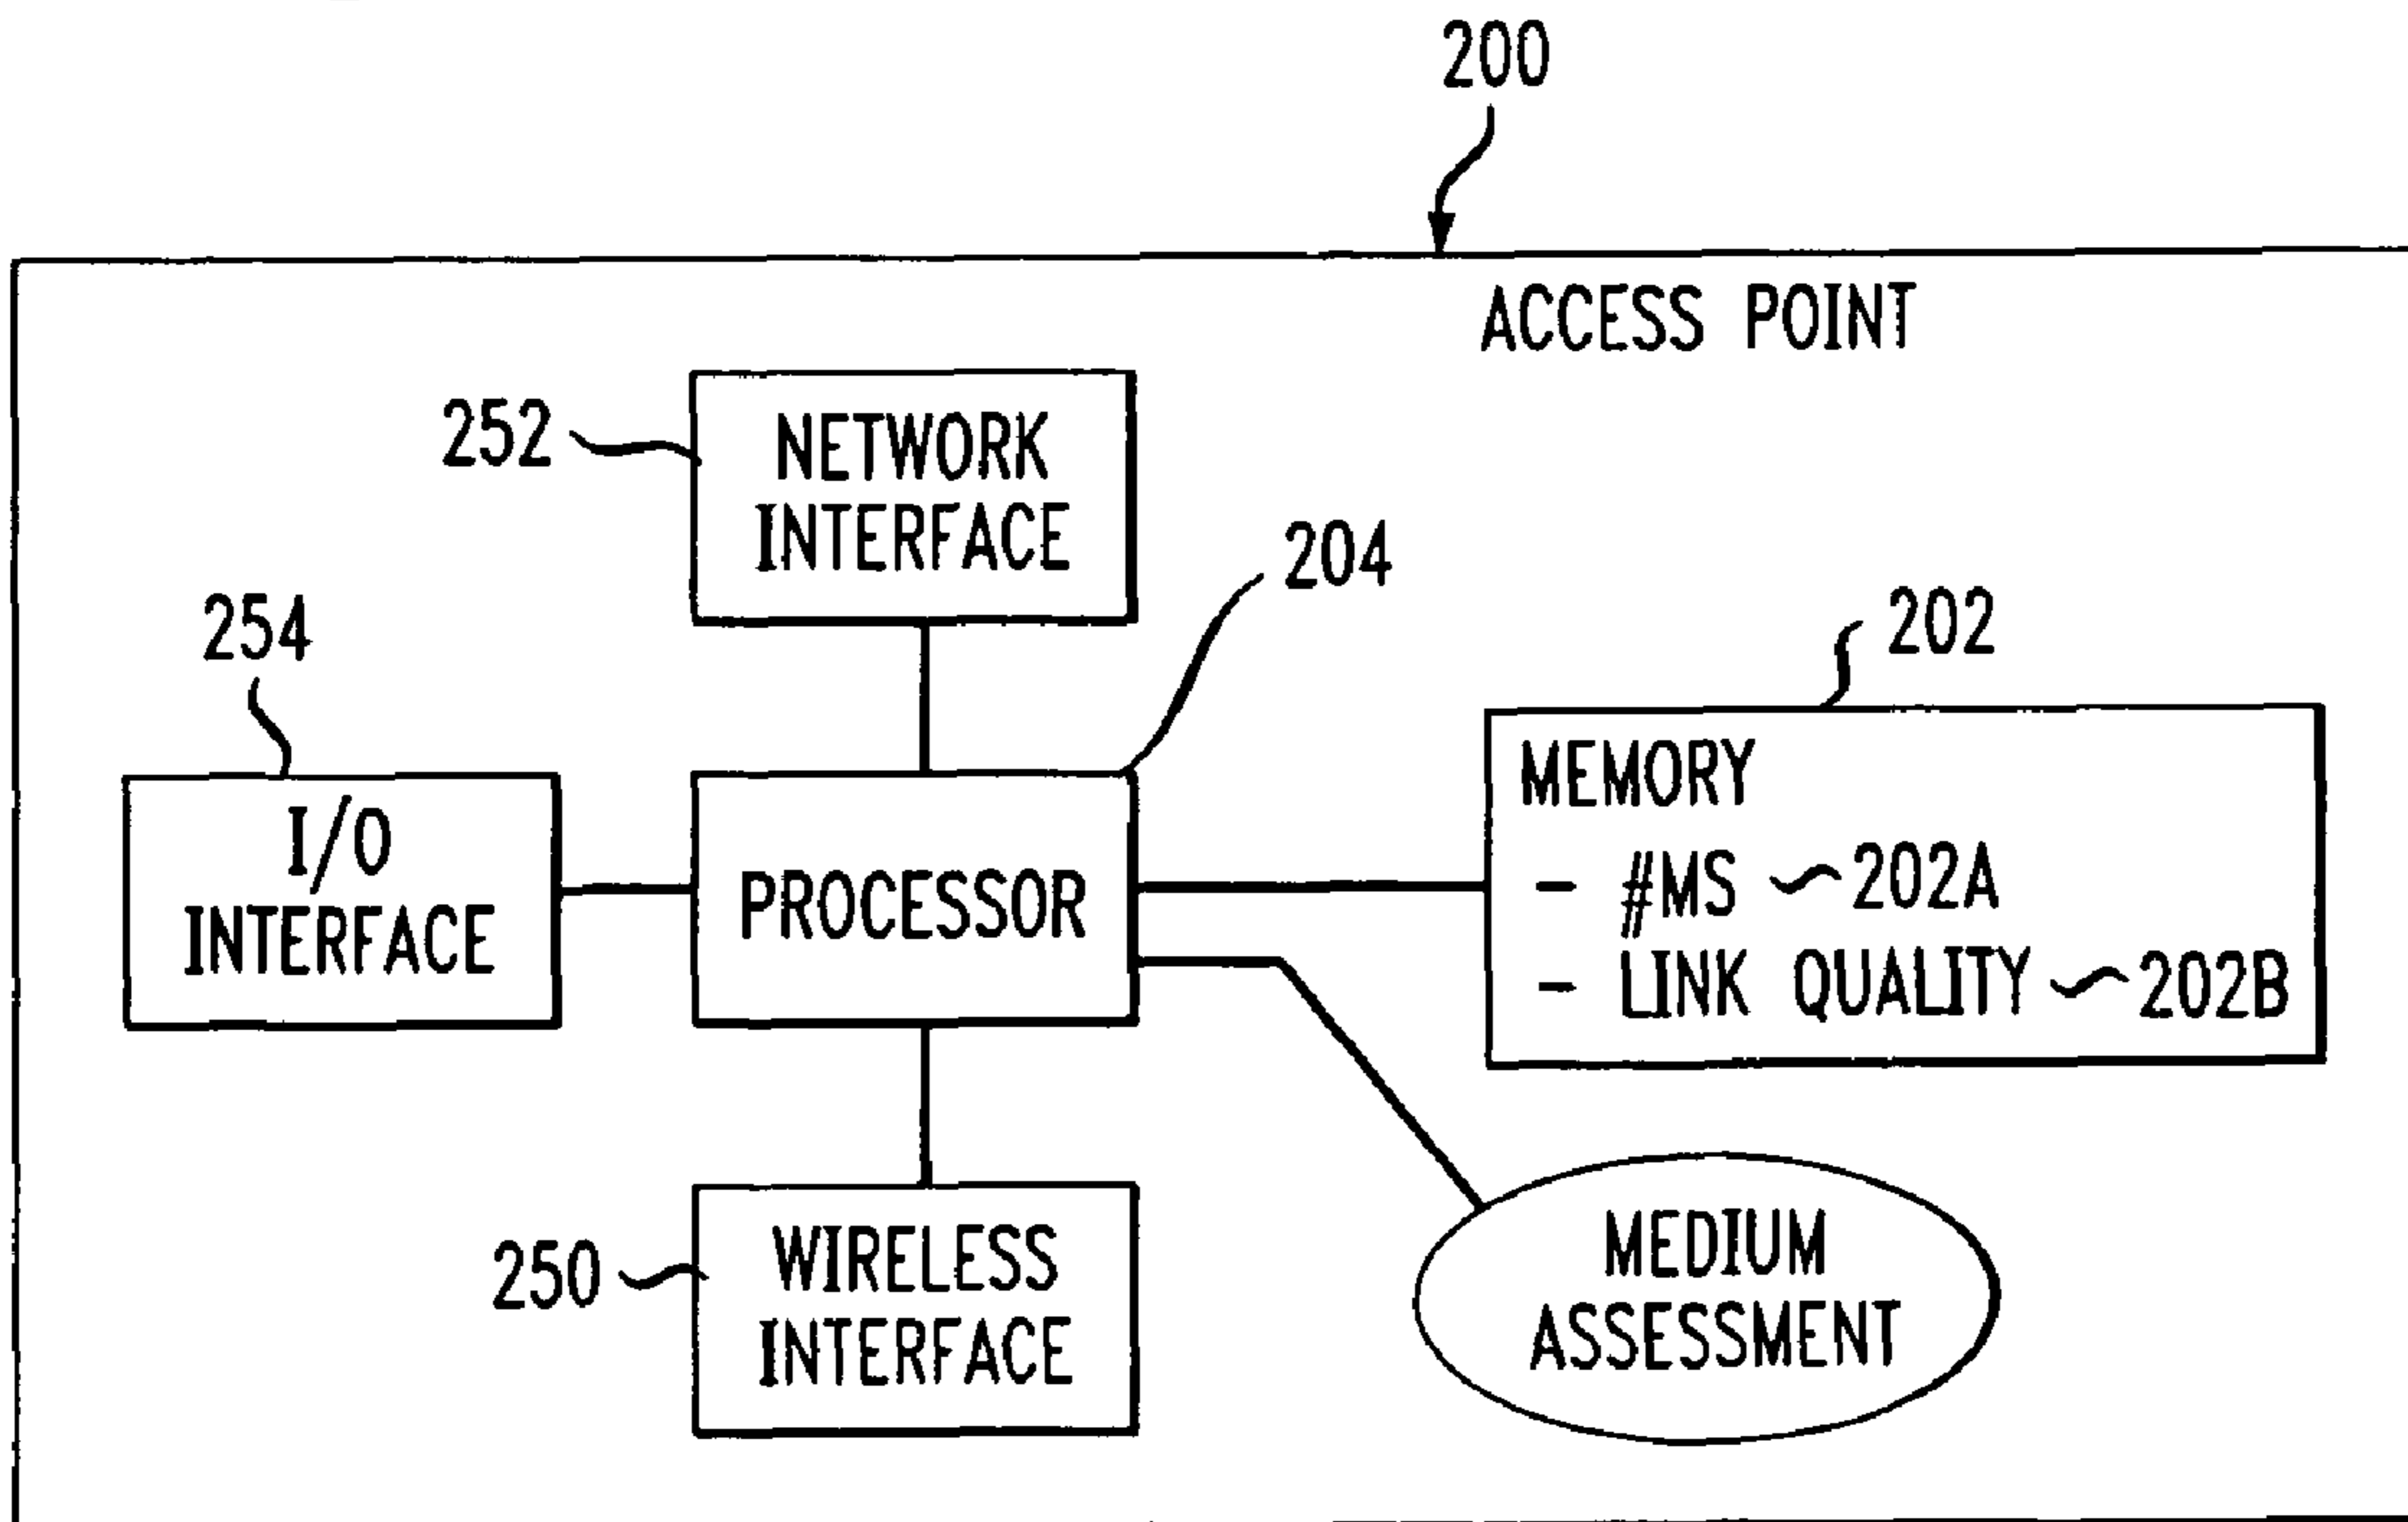 200
ACCESS POINT
252
NETWORK
INTERFACE
204
254
202
I/O
INTERFACE
PROCESSOR
MEMORY
- #MS 202A
- LINK QUALITY 202B
250
WIRELESS
INTERFACE
MEDIUM
ASSESSMENT